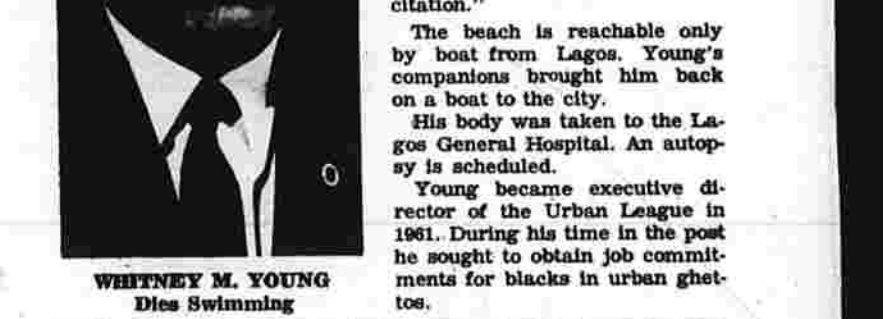 citation."
The beach is reachable only
by boat from Lagos. Young's
companions brought him back
on a boat to the city.
His body was taken to the La-
gos General Hospital. An autop-
sy is scheduled.
Young became executive di-
rector of the Urban League in
1961. During his time in the post
he sought to obtain job commit-
ments for blacks in urban ghet-
tos.
WHITNEY M. YOUNG
Dies Swimming